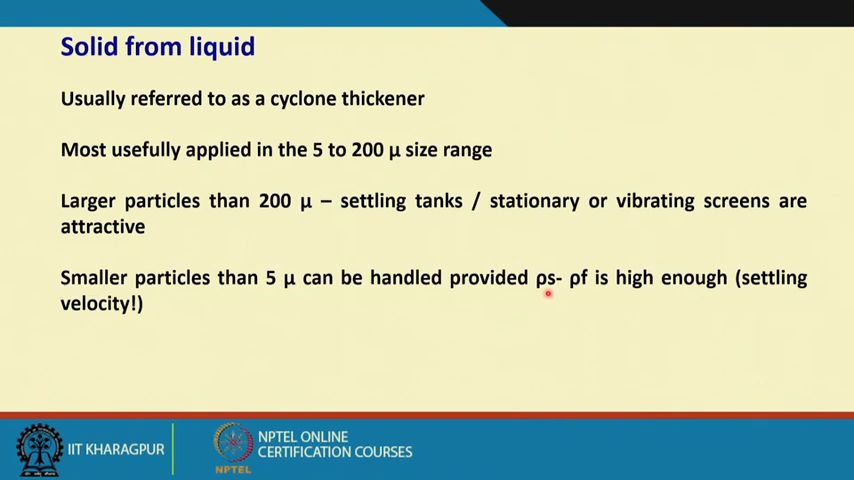 Solid from liquid
Usually referred to as a cyclone thickener
Most usefully applied in the 5 to 200 μ size range
Larger particles than 200 μ – settling tanks / stationary or vibrating screens are
attractive
Smaller particles than 5 μ can be handled provided ρs- ρf is high enough (settling
velocity!)
IIT KHARAGPUR
NPTEL
NPTEL ONLINE
CERTIFICATION COURSES